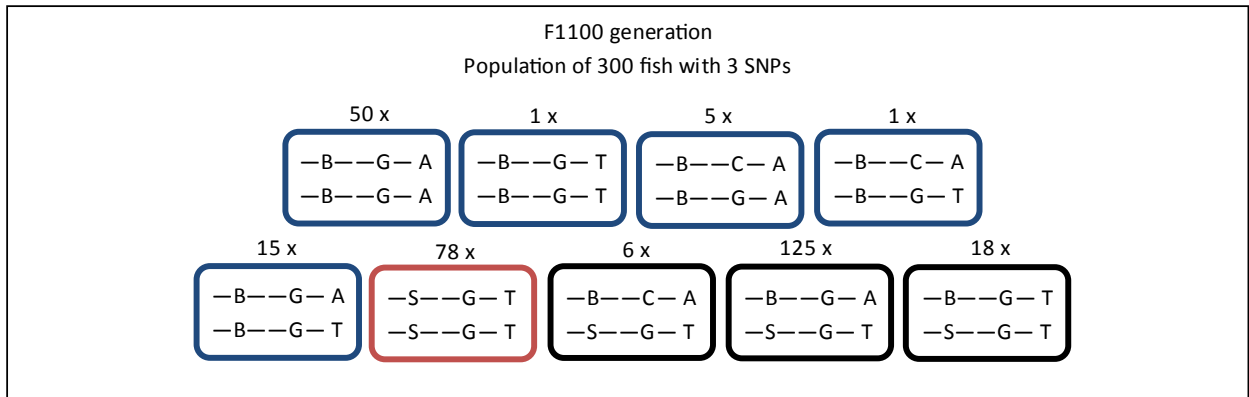 F1100 generation
Population of 300 fish with 3 SNPs
50 x 1 x 5 x 1 x
—B——G— A —B——G— T —B——C— A —B——C— A
—B——G— A —B——G— T —B——G— A —B——G— T
15 x 78 x 6 x 125 x 18 x
—B——G— A —S——G— T —B——C— A —B——G— A —B——G— T
—B——G— T —S——G— T —S——G— T —S——G— T —S——G— T